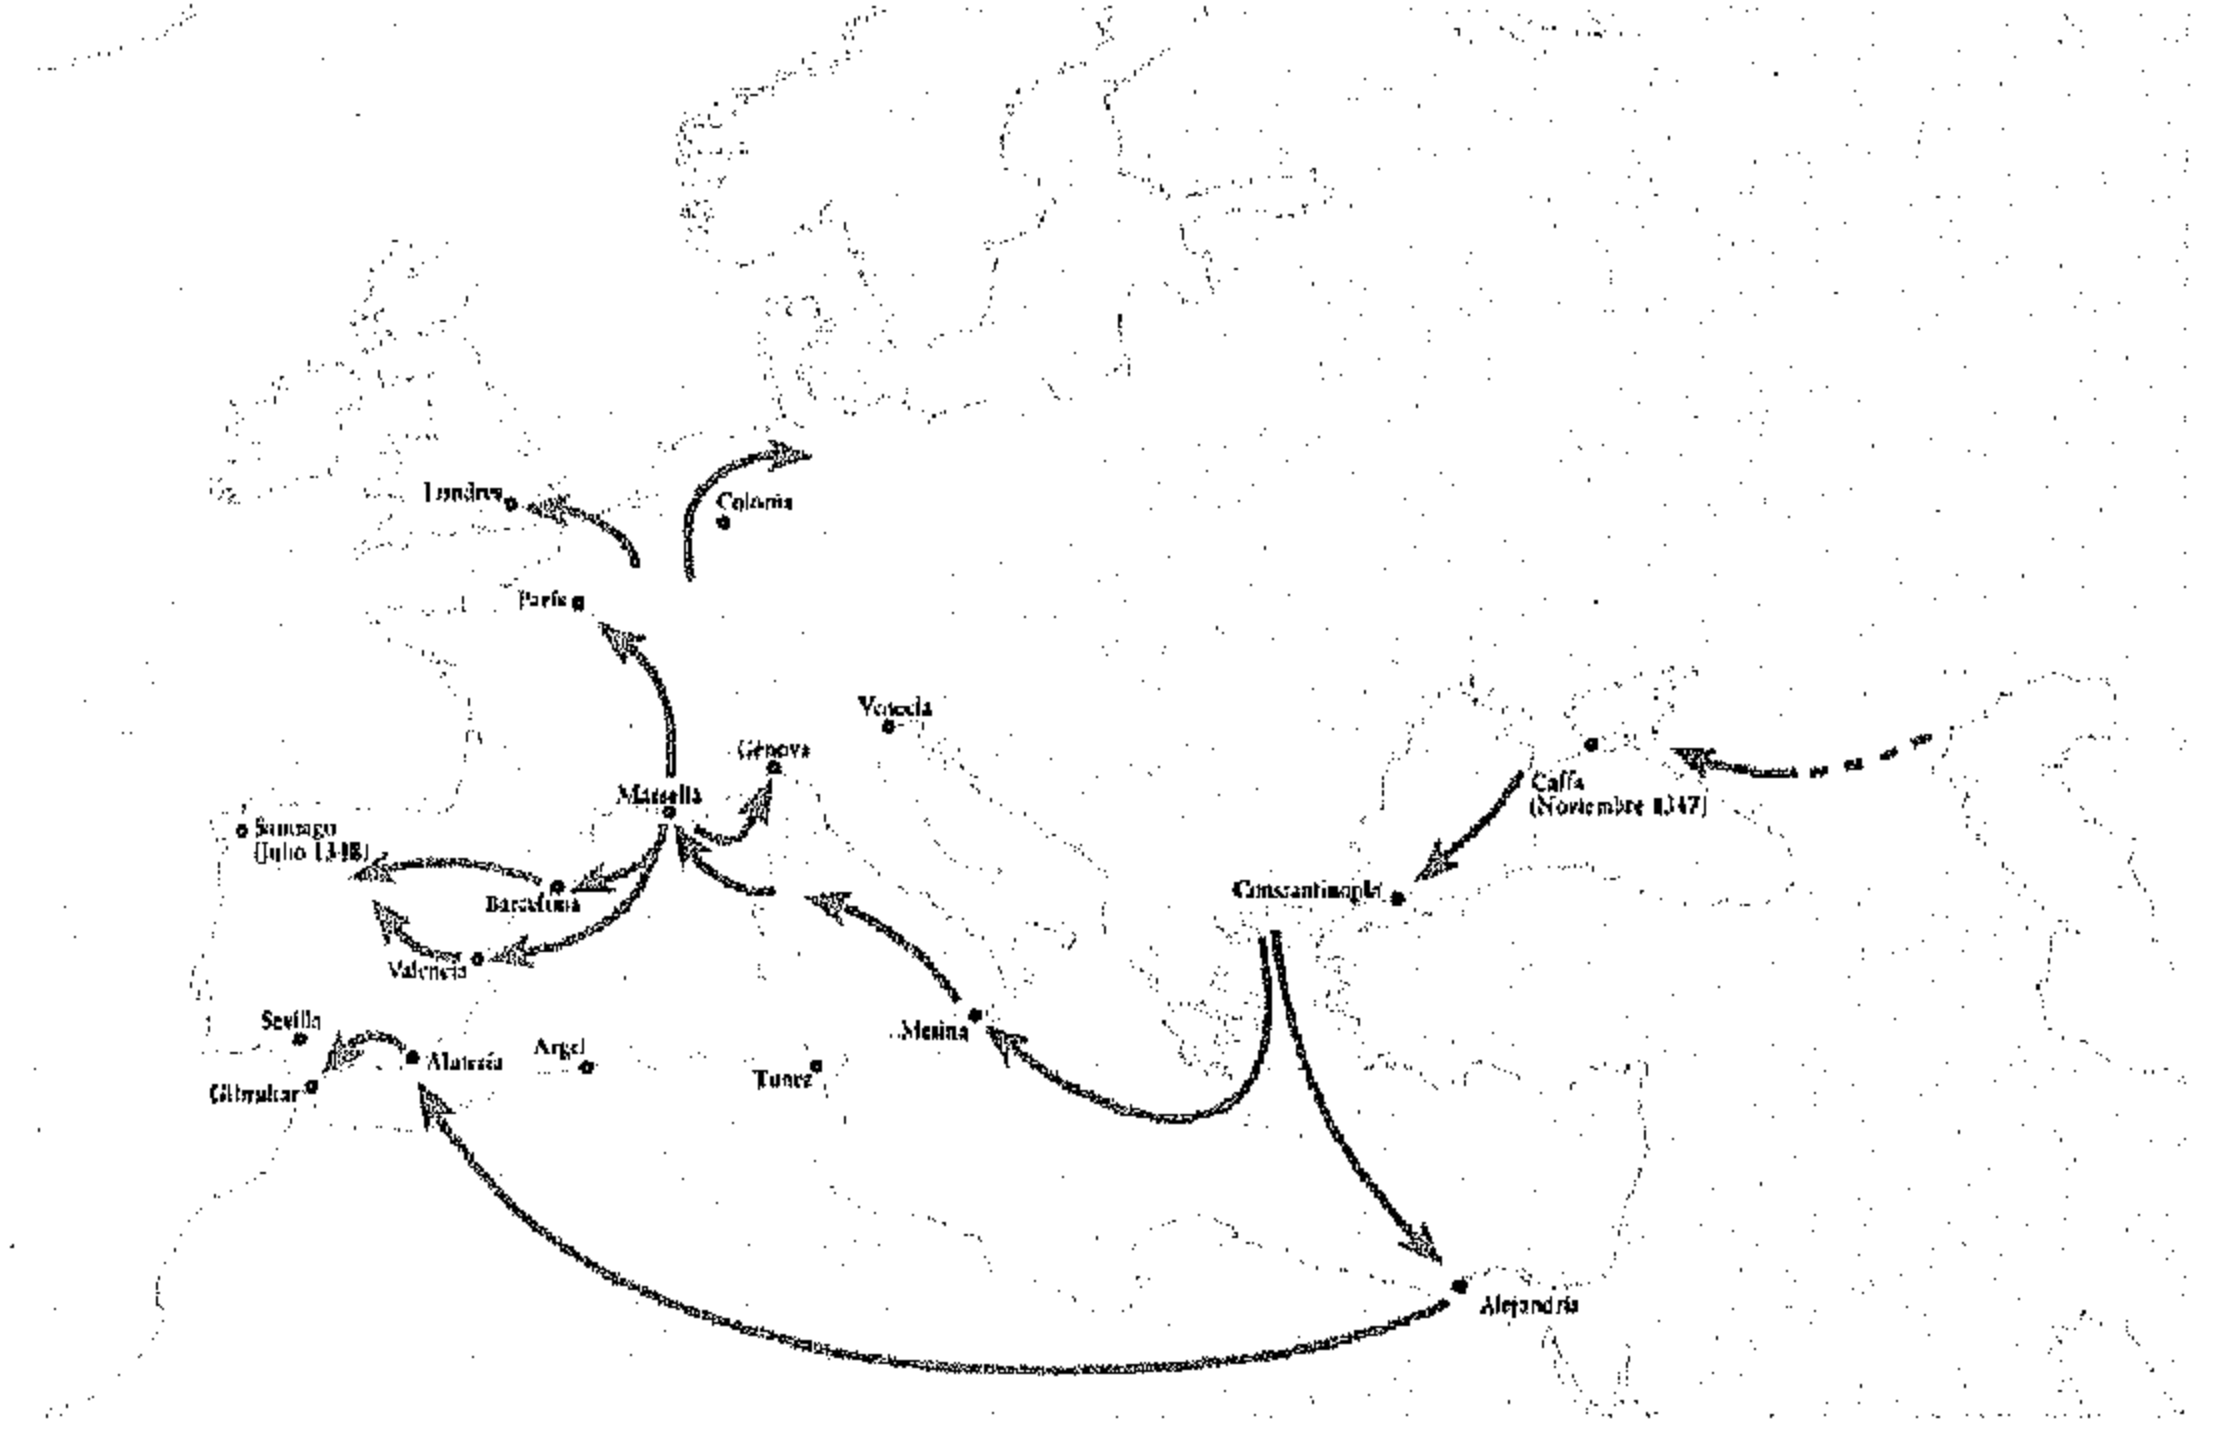 Londres
Colonia
París
Venecia
Génova
Marsella
Caffa
(Noviembre 1347)
Santiago
(Julio 1348)
Barcelona
Constantinopla
Valencia
Sevilla
Mesina
Argel
Almería
Tunez
Gibraltar
Alejandría